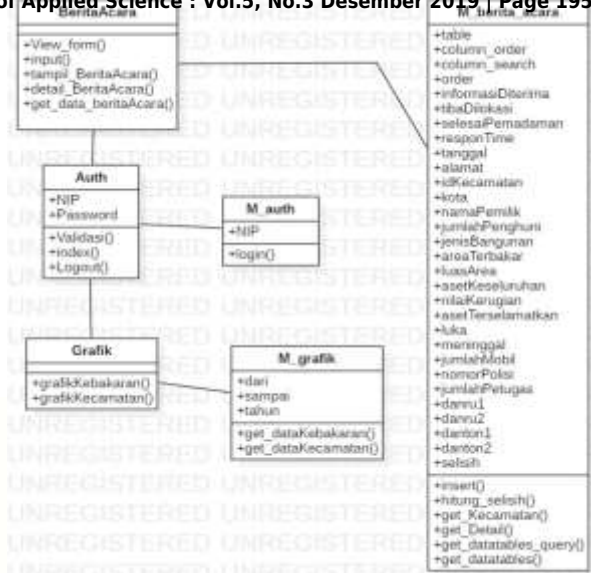 of Applied Science : Vol.5, No.3 Desember 2019 | Page 195
BeritaAcara
+View_form()
+input()
+tampil_BeritaAcara()
+detail_BeritaAcara()
+get_data_beritaAcara()
Auth
+NIP
+Password
+Validasi()
+index()
+Logout()
M_auth
+NIP
+login()
Grafik
+grafikKebakaran()
+grafikKecamatan()
M_grafik
+dari
+sampai
+tahun
+get_dataKebakaran()
+get_dataKecamatan()
M_berita_acara
+table
+column_order
+column_search
+order
+informasiDiterima
+tibaDilokasi
+selesaiPemadaman
+responTime
+tanggal
+alamat
+idKecamatan
+kota
+namaPemilik
+jumlahPenghuni
+jenisBangunan
+areaTerbakar
+luasArea
+asetKeseluruhan
+nilaiKerugian
+asetTerselamatkan
+luka
+meninggal
+jumlahMobil
+nomorPolisi
+jumlahPetugas
+danru1
+danru2
+danton1
+danton2
+selisih
+insert()
+hitung_selisih()
+get_Kecamatan()
+get_Detail()
+get_datatables_query()
+get_datatables()
UNREGISTERED